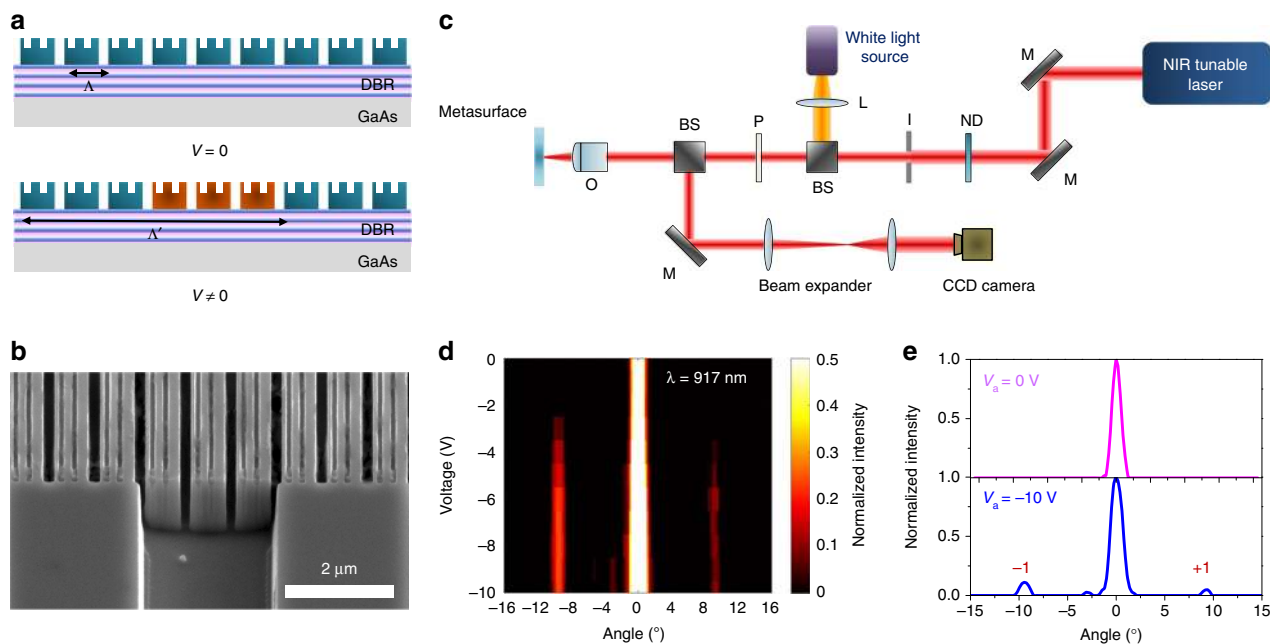 a
Λ
DBR
GaAs
V = 0
Λ′
DBR
GaAs
V ≠ 0
b
2 μm
c
White light
source
NIR tunable
laser
M
L
Metasurface
BS
P
I
ND
O
BS
M
M
Beam expander
CCD camera
d
0
−2
−4
−6
−8
−10
Voltage (V)
λ = 917 nm
−16
−12
−8
−4
0
4
8
12
16
Angle (°)
0.5
0.4
0.3
0.2
0.1
0
Normalized intensity
e
1.0
0.5
1.0
0.5
0.0
Normalized intensity
Va = 0 V
Va = −10 V
−1
+1
−15
−10
−5
0
5
10
15
Angle (°)